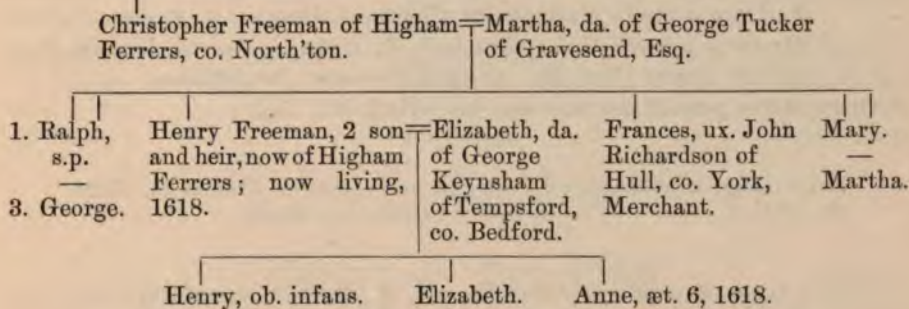 Christopher Freeman of Higham Martha, da. of George Tucker
Ferrers, co. North'ton. of Gravesend, Esq.
1. Ralph, Henry Freeman, 2 son Elizabeth, da. Frances, ux. John Mary.
s.p. and heir, now of Higham of George Richardson of —
— Ferrers; now living, Keynsham Hull, co. York, Martha.
3. George. 1618. of Tempsford, Merchant.
co. Bedford.
Henry, ob. infans. Elizabeth. Anne, æt. 6, 1618.